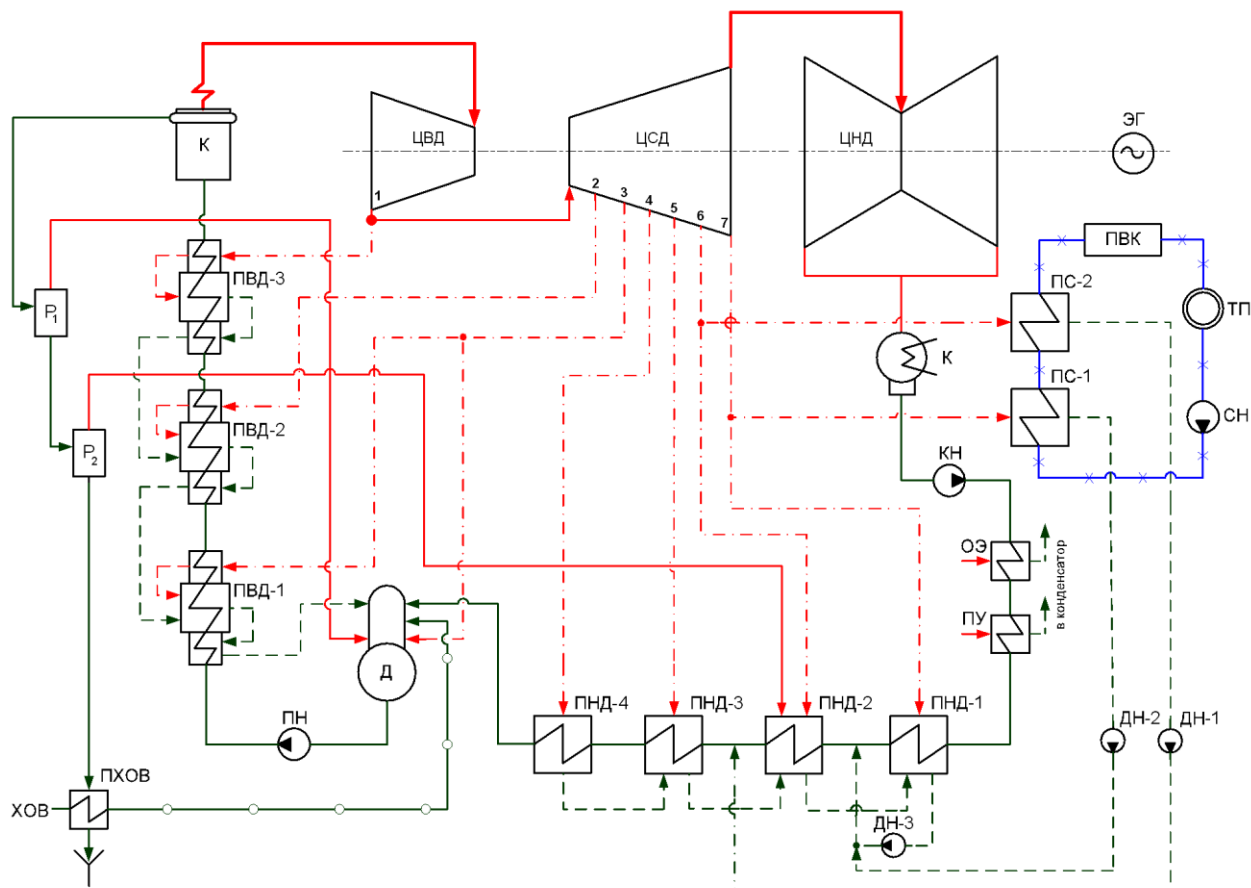 ЭГ
ЦВД
ЦСД
ЦНД
К
1
2
3
4
5
6
7
ПВК
ПВД-3
ПС-2
ТП
Р1
К
ПС-1
СН
ПВД-2
Р2
КН
ОЭ
в конденсатор
ПВД-1
ПУ
Д
ПН
ПНД-4
ПНД-3
ПНД-2
ПНД-1
ДН-2
ДН-1
ПХОВ
ХОВ
ДН-3